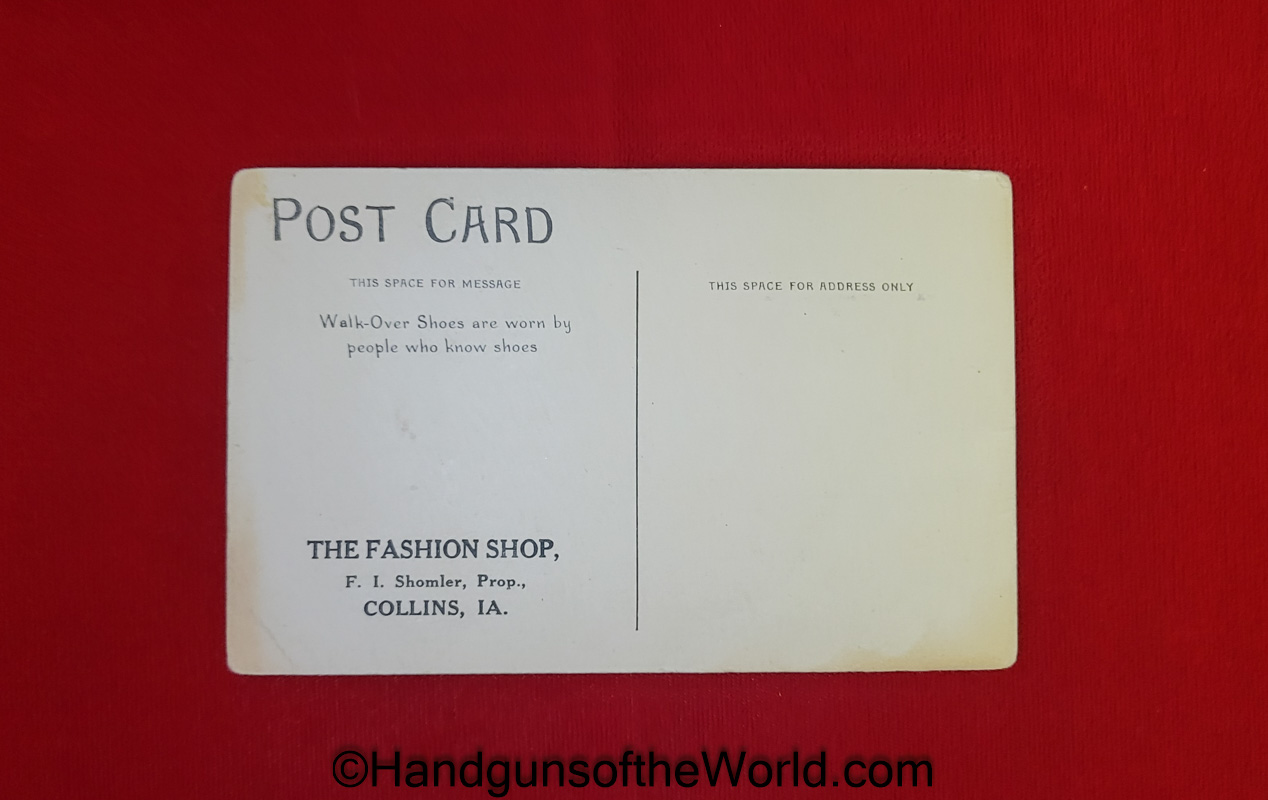 POST CARD
THIS SPACE FOR MESSAGE
THIS SPACE FOR ADDRESS ONLY
Walk-Over Shoes are worn by
people who know shoes
THE FASHION SHOP,
F. I. Shomler, Prop.,
COLLINS, IA.
©HandgunsoftheWorld.com